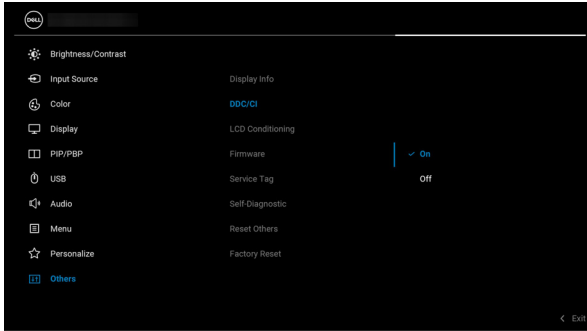 DELL
Brightness/Contrast
Input Source
Display Info
Color
DDC/CI
Display
LCD Conditioning
PIP/PBP
Firmware
On
USB
Service Tag
Off
Audio
Self-Diagnostic
Menu
Reset Others
Personalize
Factory Reset
Others
Exit